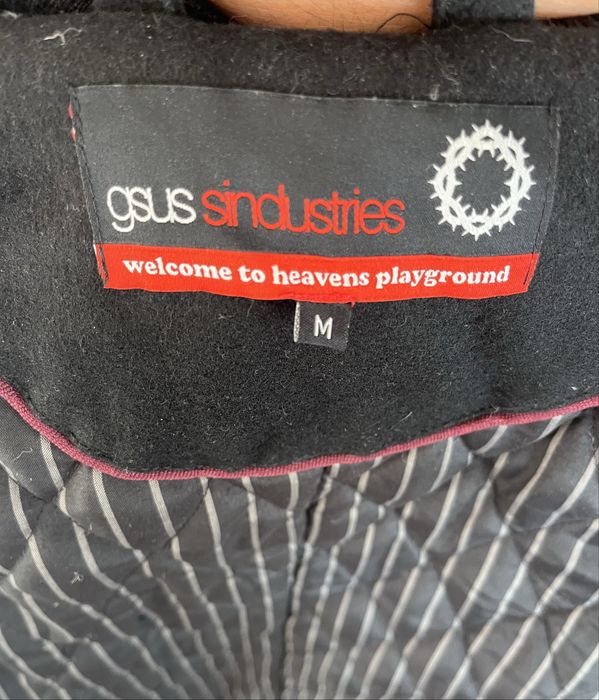 gsus sindustries
welcome to heavens playground
M